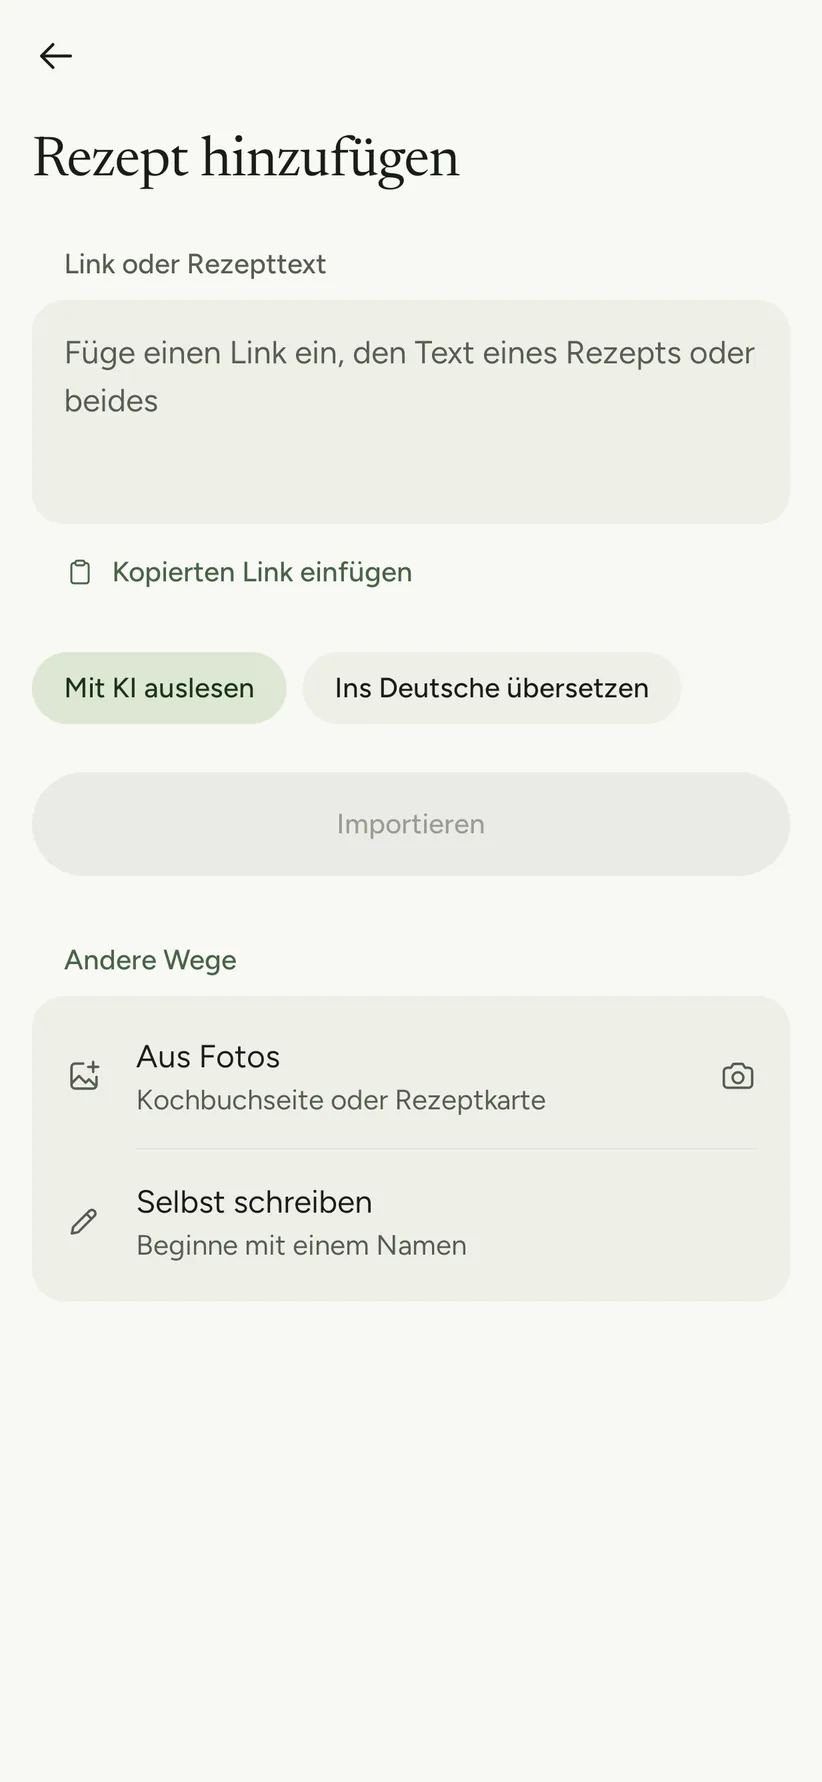 Rezept hinzufügen
Link oder Rezepttext
Füge einen Link ein, den Text eines Rezepts oder
beides
Kopierten Link einfügen
Mit KI auslesen
Ins Deutsche übersetzen
Importieren
Andere Wege
Aus Fotos
Kochbuchseite oder Rezeptkarte
Selbst schreiben
Beginne mit einem Namen